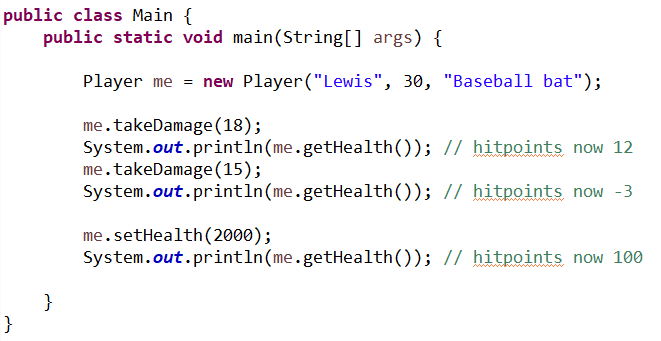 public class Main {
    public static void main(String[] args) {

        Player me = new Player("Lewis", 30, "Baseball bat");

        me.takeDamage(18);
        System.out.println(me.getHealth()); // hitpoints now 12
        me.takeDamage(15);
        System.out.println(me.getHealth()); // hitpoints now -3

        me.setHealth(2000);
        System.out.println(me.getHealth()); // hitpoints now 100

    }
}